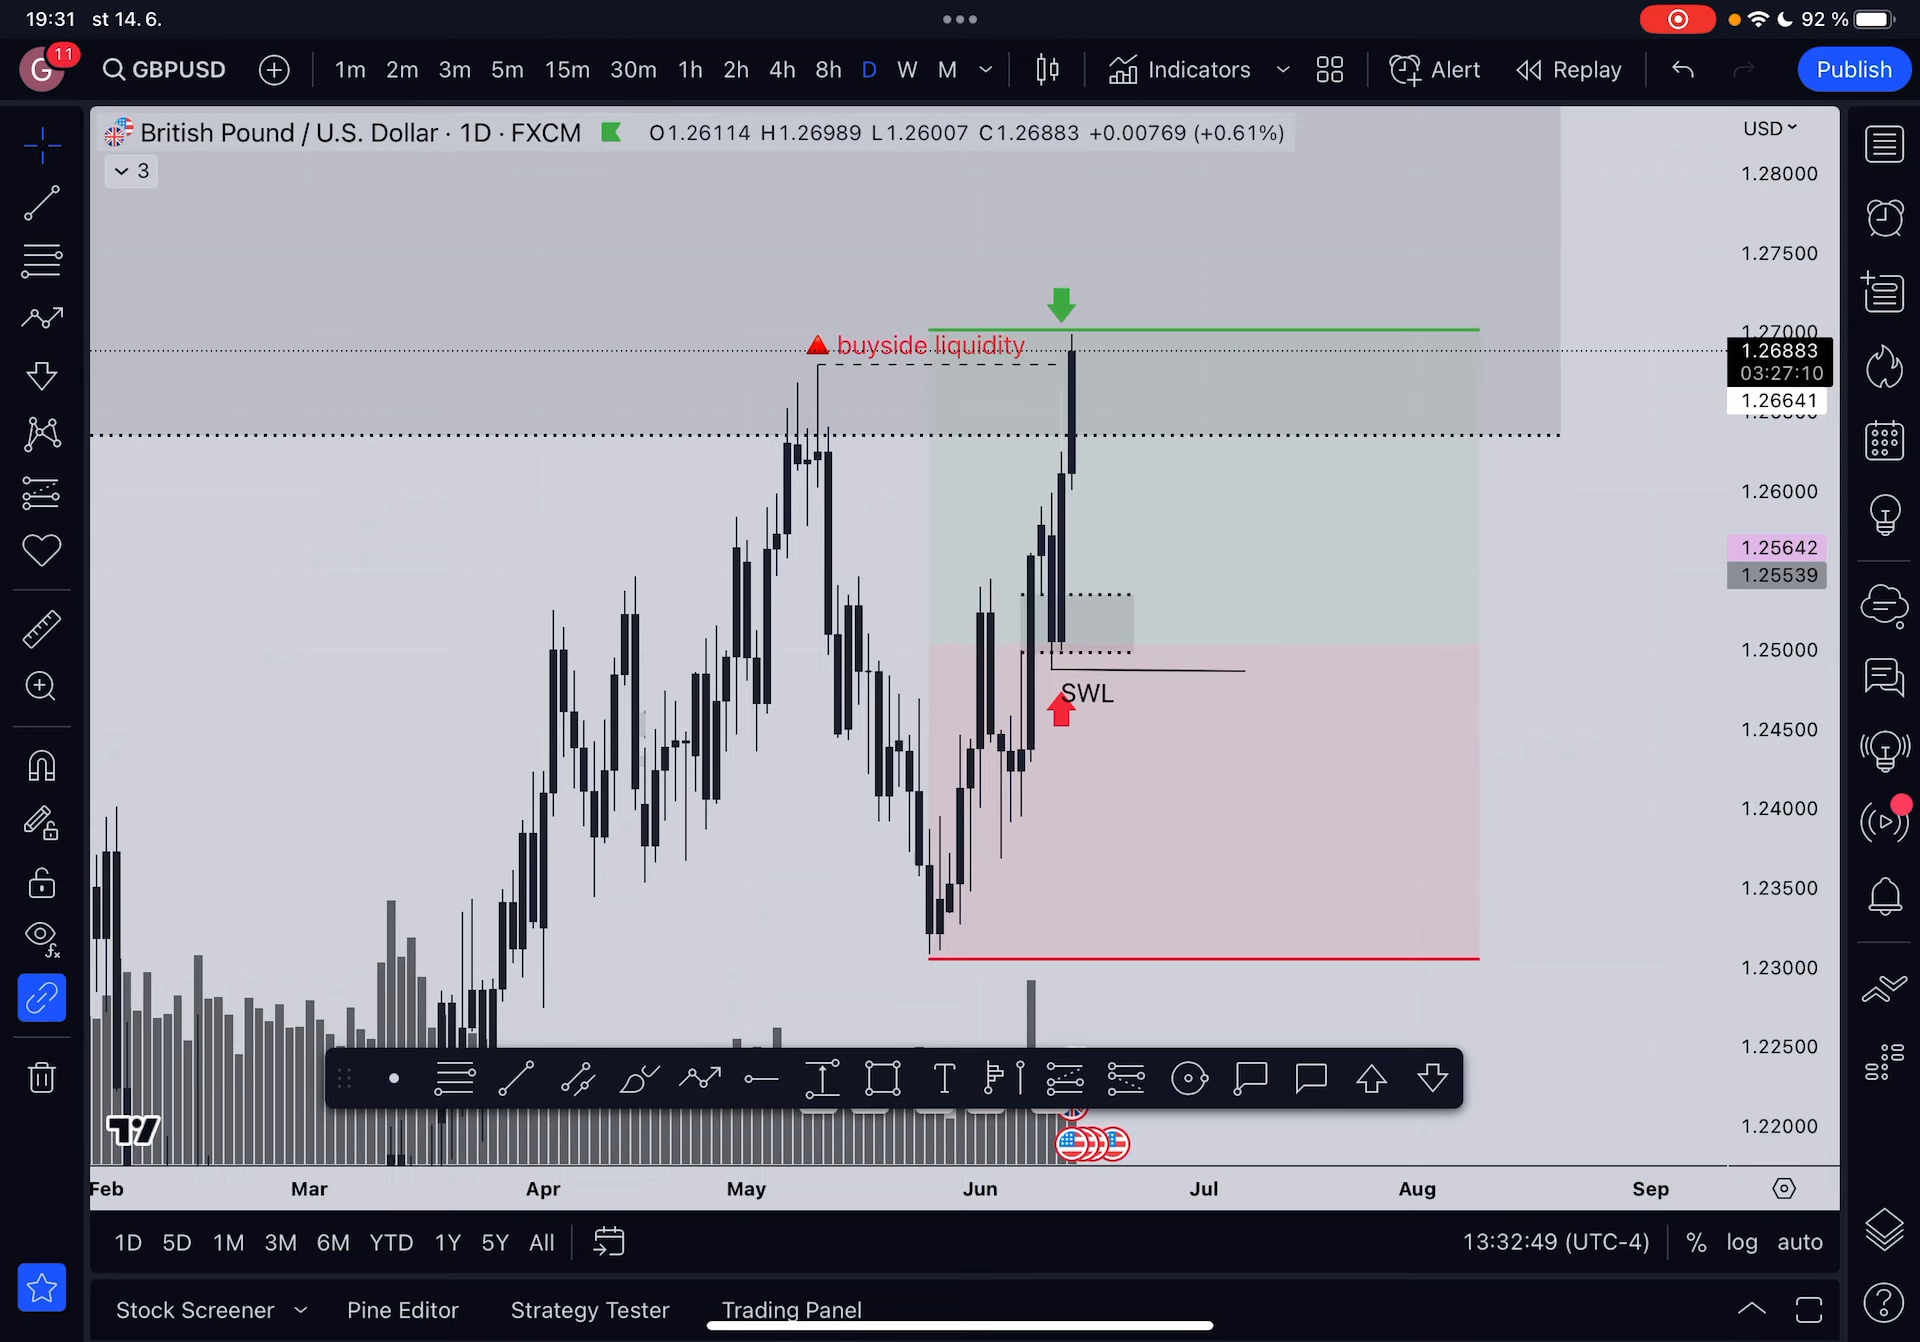 19:31 st 14. 6.
92 %
G 11 GBPUSD 1m 2m 3m 5m 15m 30m 1h 2h 4h 8h D W M Indicators Alert Replay Publish
British Pound / U.S. Dollar · 1D · FXCM O1.26114 H1.26989 L1.26007 C1.26883 +0.00769 (+0.61%)
USD
3
1.28000
1.27500
1.27000
buyside liquidity
1.26883
03:27:10
1.26641
1.26000
1.25642
1.25539
1.25000
SWL
1.24500
1.24000
1.23500
1.23000
1.22500
T
1.22000
Feb Mar Apr May Jun Jul Aug Sep
1D 5D 1M 3M 6M YTD 1Y 5Y All 13:32:49 (UTC-4) % log auto
Stock Screener Pine Editor Strategy Tester Trading Panel